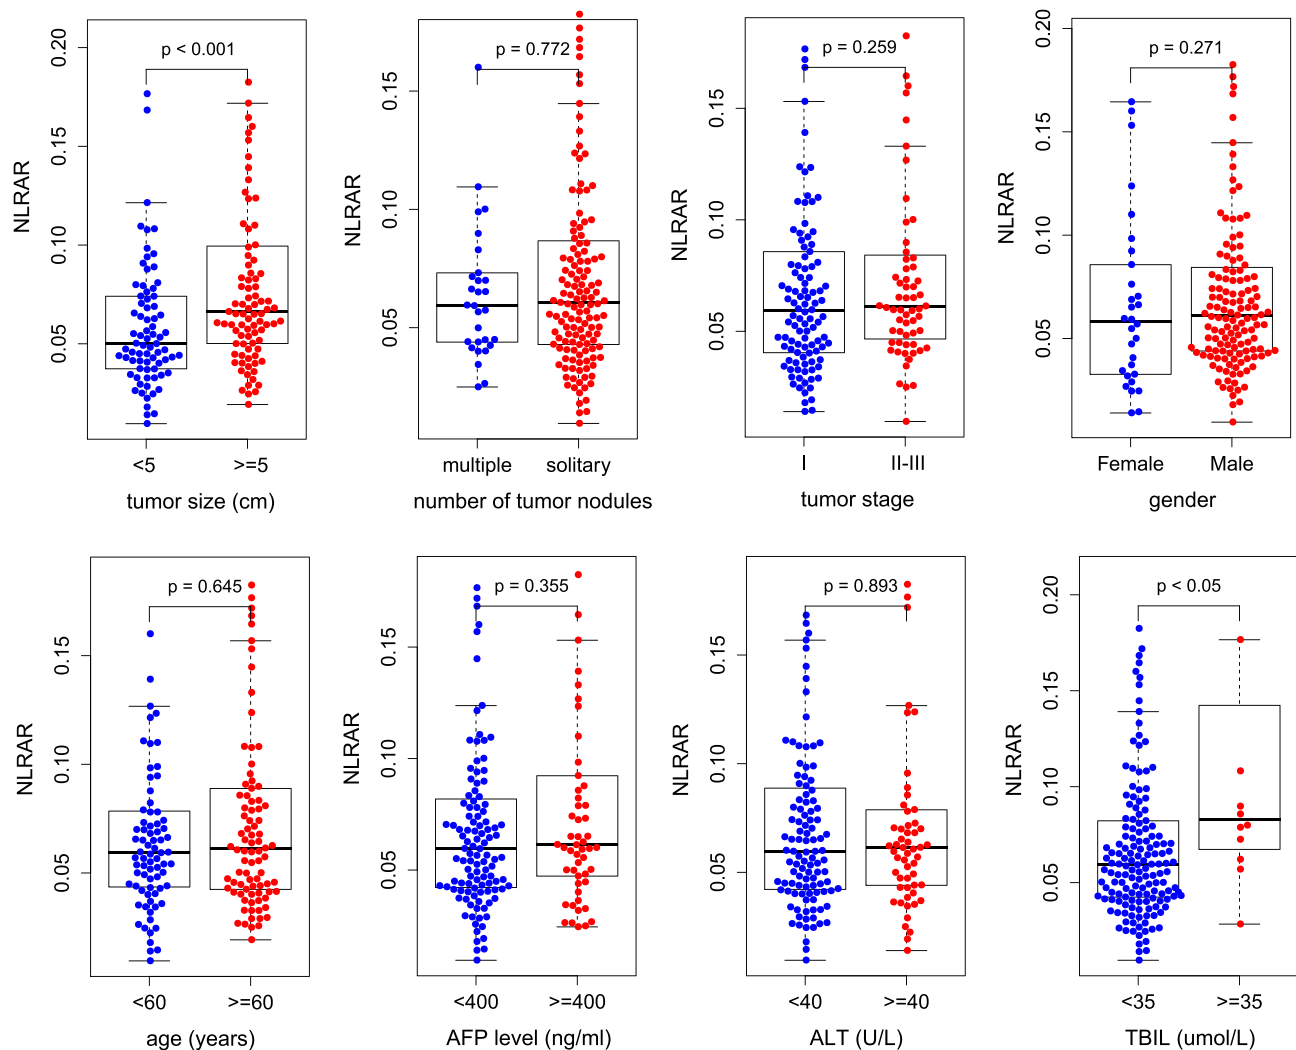 p < 0.001
NLRAR
0.20
0.15
0.10
0.05
<5 >=5
tumor size (cm)
p = 0.772
NLRAR
0.15
0.10
0.05
multiple solitary
number of tumor nodules
p = 0.259
NLRAR
0.15
0.10
0.05
I II-III
tumor stage
p = 0.271
NLRAR
0.20
0.15
0.10
0.05
Female Male
gender
p = 0.645
NLRAR
0.15
0.10
0.05
<60 >=60
age (years)
p = 0.355
NLRAR
0.15
0.10
0.05
<400 >=400
AFP level (ng/ml)
p = 0.893
NLRAR
0.15
0.10
0.05
<40 >=40
ALT (U/L)
p < 0.05
NLRAR
0.20
0.15
0.10
0.05
<35 >=35
TBIL (umol/L)